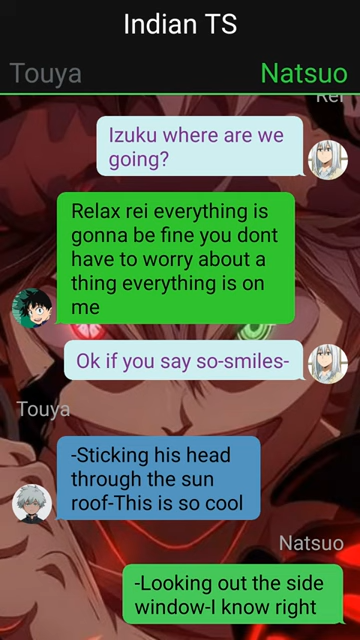 Indian TS
Touya
Natsuo
Rei
Izuku where are we
going?
Relax rei everything is
gonna be fine you dont
have to worry about a
thing everything is on
me
Ok if you say so-smiles-
Touya
-Sticking his head
through the sun
roof-This is so cool
Natsuo
-Looking out the side
window-I know right